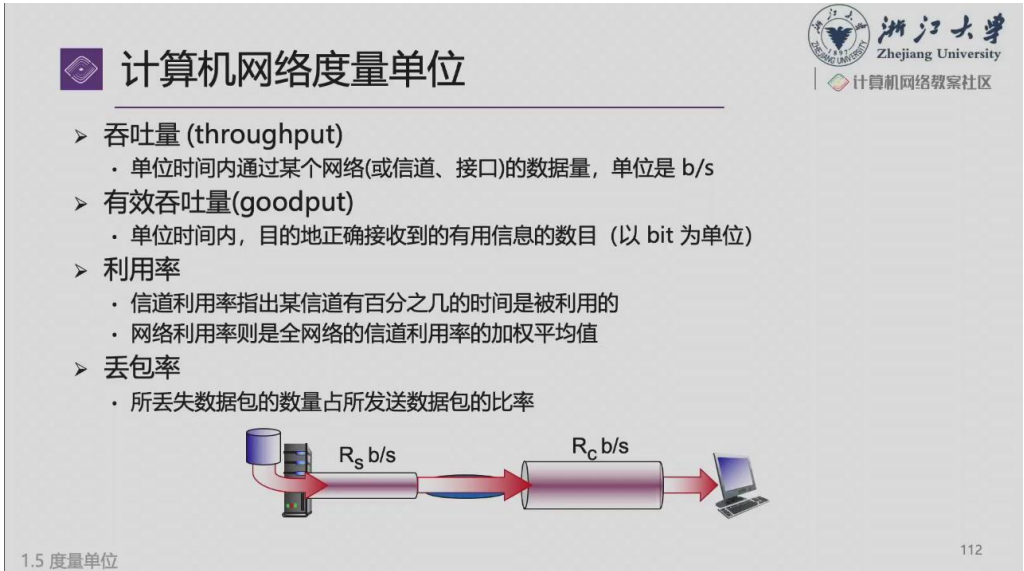 浙江大学
Zhejiang University
计算机网络教案社区
计算机网络度量单位
➢ 吞吐量 (throughput)
• 单位时间内通过某个网络(或信道、接口)的数据量，单位是 b/s
➢ 有效吞吐量(goodput)
• 单位时间内，目的地正确接收到的有用信息的数目（以 bit 为单位）
➢ 利用率
• 信道利用率指出某信道有百分之几的时间是被利用的
• 网络利用率则是全网络的信道利用率的加权平均值
➢ 丢包率
• 所丢失数据包的数量占所发送数据包的比率
Rs b/s
Rc b/s
1.5 度量单位
112